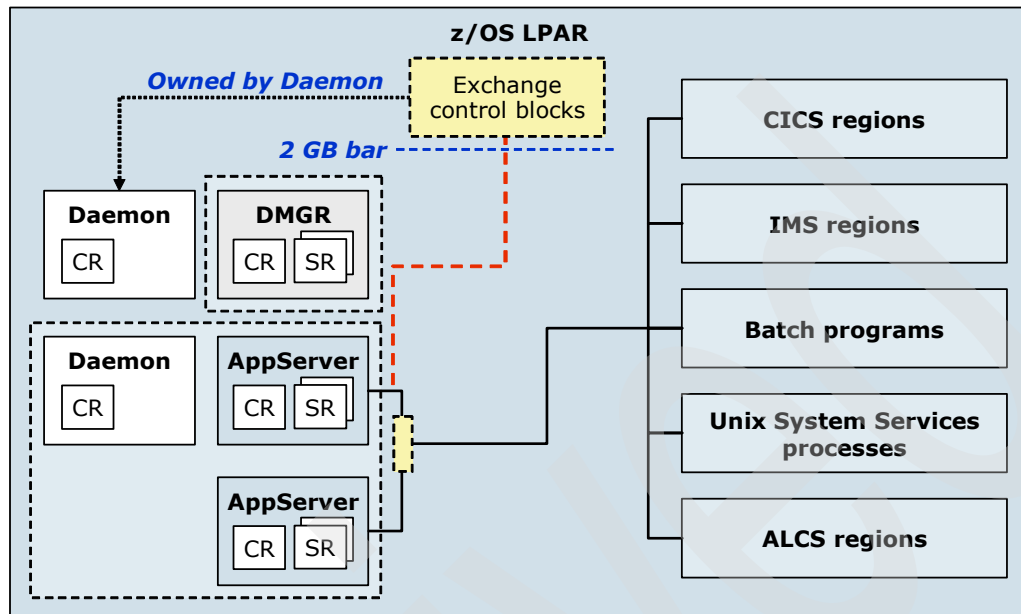 z/OS LPAR
Owned by Daemon
Exchange
control blocks
2 GB bar
Daemon
CR
DMGR
CR
SR
Daemon
CR
AppServer
CR
SR
AppServer
CR
SR
CICS regions
IMS regions
Batch programs
Unix System Services
processes
ALCS regions